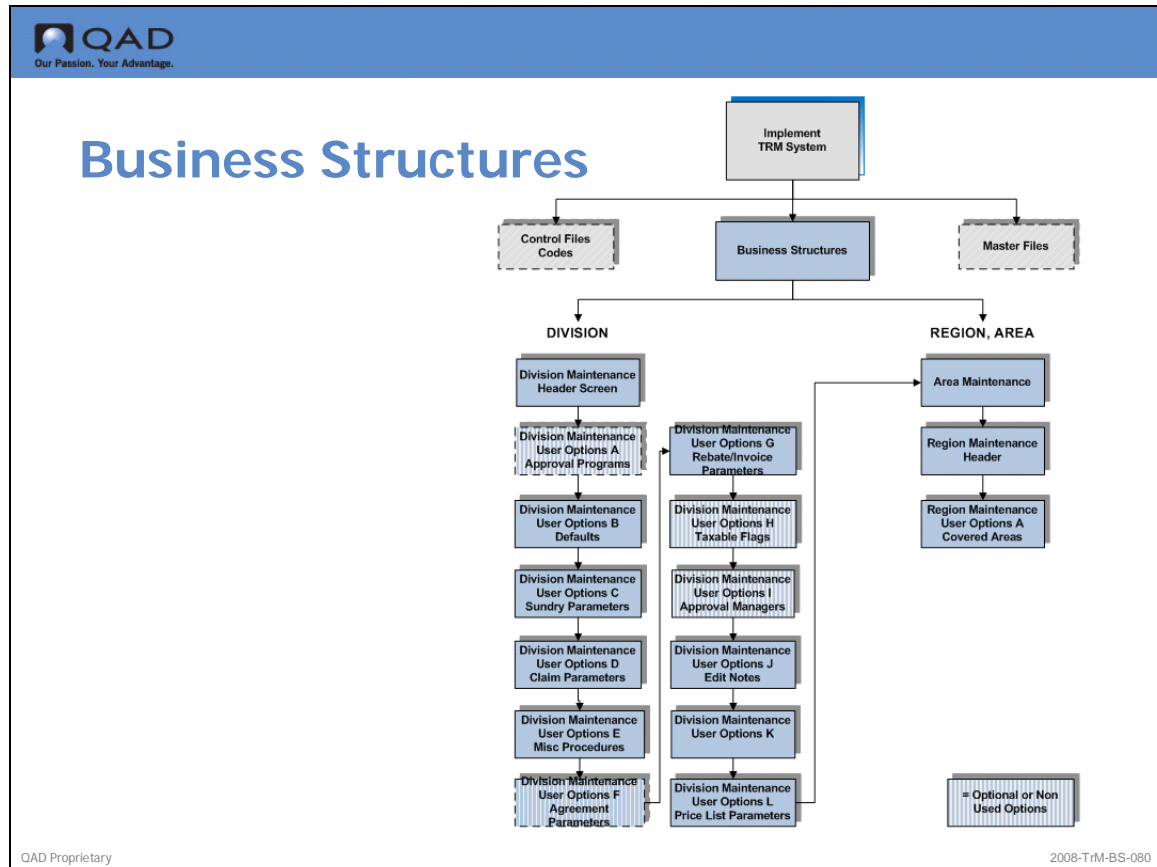 QAD
Our Passion. Your Advantage.
Business Structures
Implement
TRM System
Control Files
Codes
Business Structures
Master Files
DIVISION
REGION, AREA
Division Maintenance
Header Screen
Division Maintenance
User Options A
Approval Programs
Division Maintenance
User Options B
Defaults
Division Maintenance
User Options C
Sundry Parameters
Division Maintenance
User Options D
Claim Parameters
Division Maintenance
User Options E
Misc Procedures
Division Maintenance
User Options F
Agreement
Parameters
Division Maintenance
User Options G
Rebate/Invoice
Parameters
Division Maintenance
User Options H
Taxable Flags
Division Maintenance
User Options I
Approval Managers
Division Maintenance
User Options J
Edit Notes
Division Maintenance
User Options K
Division Maintenance
User Options L
Price List Parameters
Area Maintenance
Region Maintenance
Header
Region Maintenance
User Options A
Covered Areas
= Optional or Non
Used Options
QAD Proprietary
2008-TrM-BS-080